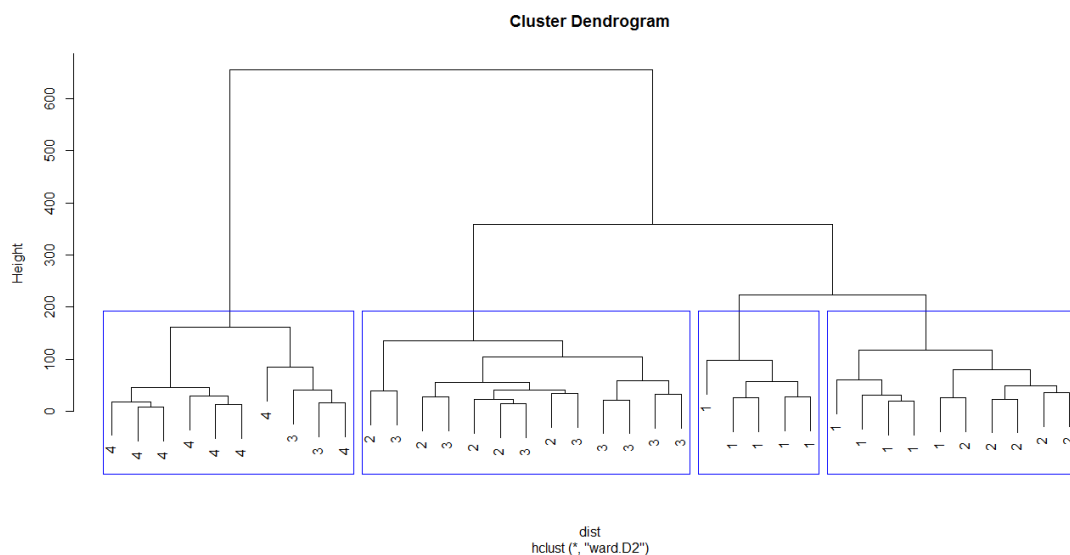 Cluster Dendrogram
Height
600
500
400
300
200
100
0
4 4 4 4 4 4 4 3 3 4 2 3 2 3 2 2 3 2 3 3 3 3 3 1 1 1 1 1 1 1 1 1 1 2 2 2 2 2
dist
hclust (*, "ward.D2")